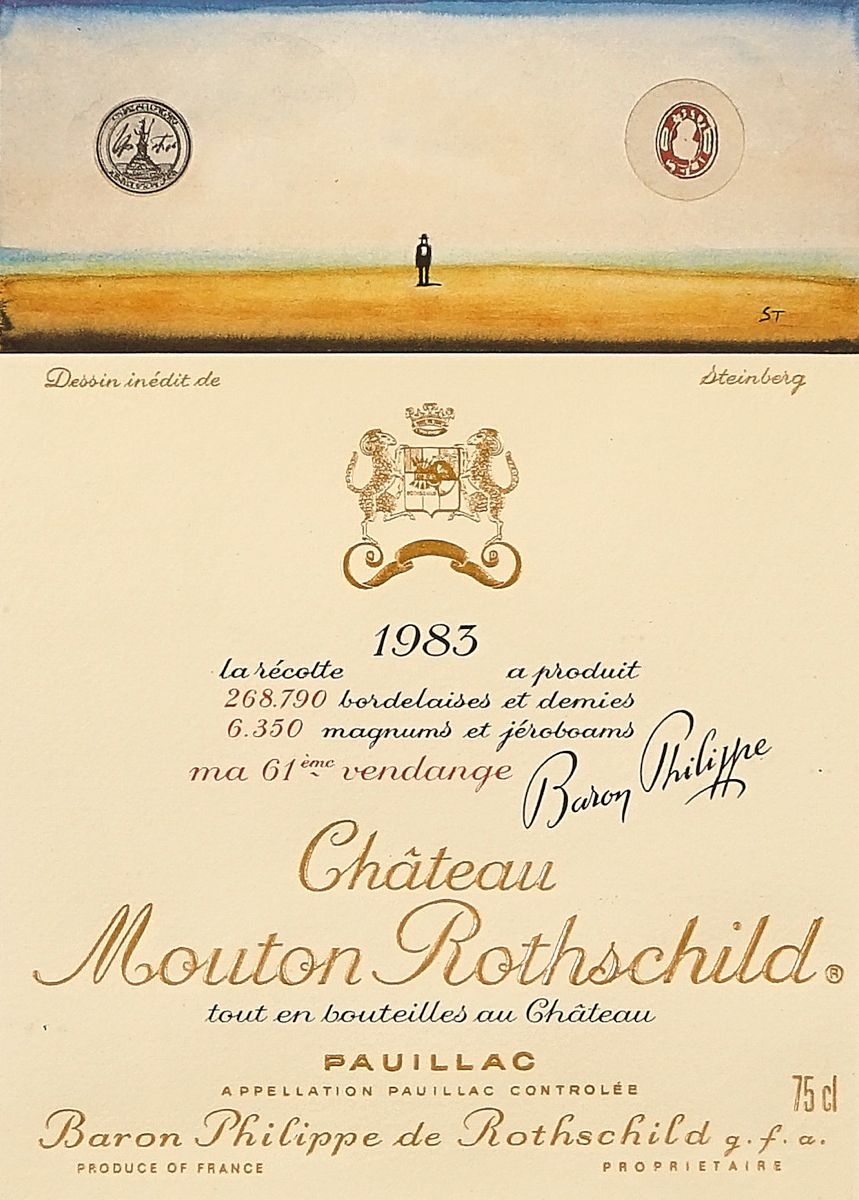 ST
Dessin inédit de Steinberg
ROTHSCHILD
1983
la récolte a produit
268.790 bordelaises et demies
6.350 magnums et jéroboams
ma 61ème vendange Baron Philippe
Château
Mouton Rothschild®
tout en bouteilles au Château
PAUILLAC
APPELLATION PAUILLAC CONTROLÉE
75 cl
Baron Philippe de Rothschild g.f.a.
PRODUCE OF FRANCE PROPRIETAIRE